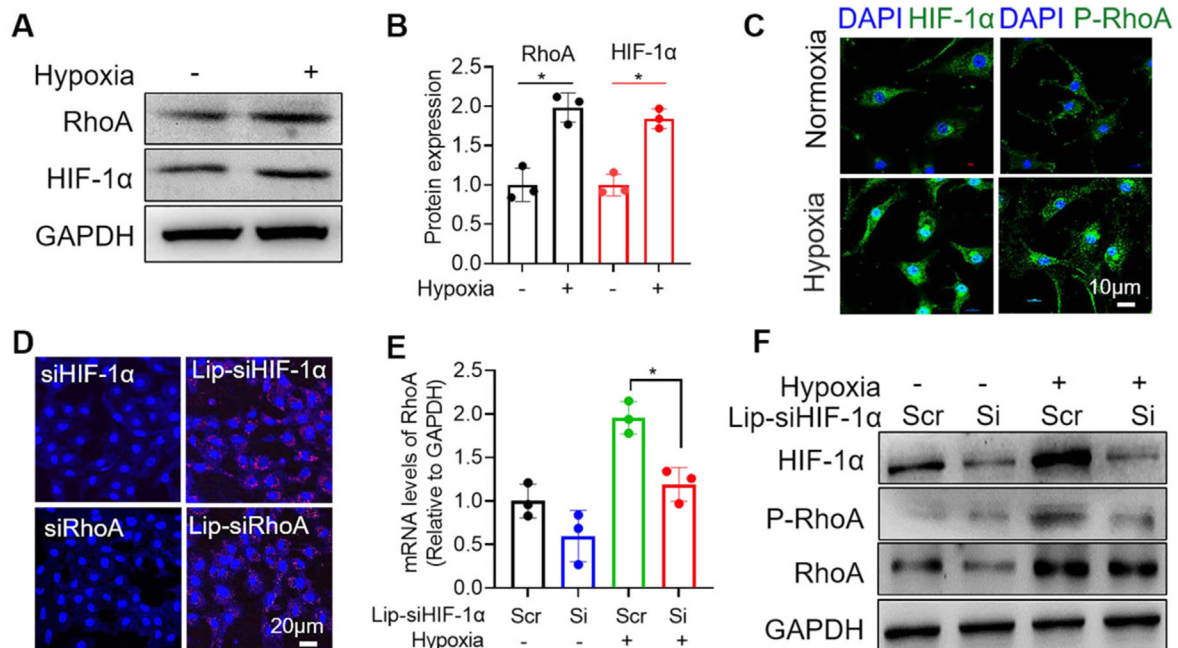 A
Hypoxia - +
RhoA
HIF-1α
GAPDH
B
RhoA HIF-1α
* *
Protein expression
2.5
2.0
1.5
1.0
0.5
0.0
Hypoxia - + - +
C
DAPI HIF-1α DAPI P-RhoA
Normoxia
Hypoxia
10μm
D
siHIF-1α Lip-siHIF-1α
siRhoA Lip-siRhoA
20μm
E
mRNA levels of RhoA
(Relative to GAPDH)
2.5
2.0
1.5
1.0
0.5
0.0
*
Lip-siHIF-1α Scr Si Scr Si
Hypoxia - - + +
F
Hypoxia - - + +
Lip-siHIF-1α Scr Si Scr Si
HIF-1α
P-RhoA
RhoA
GAPDH